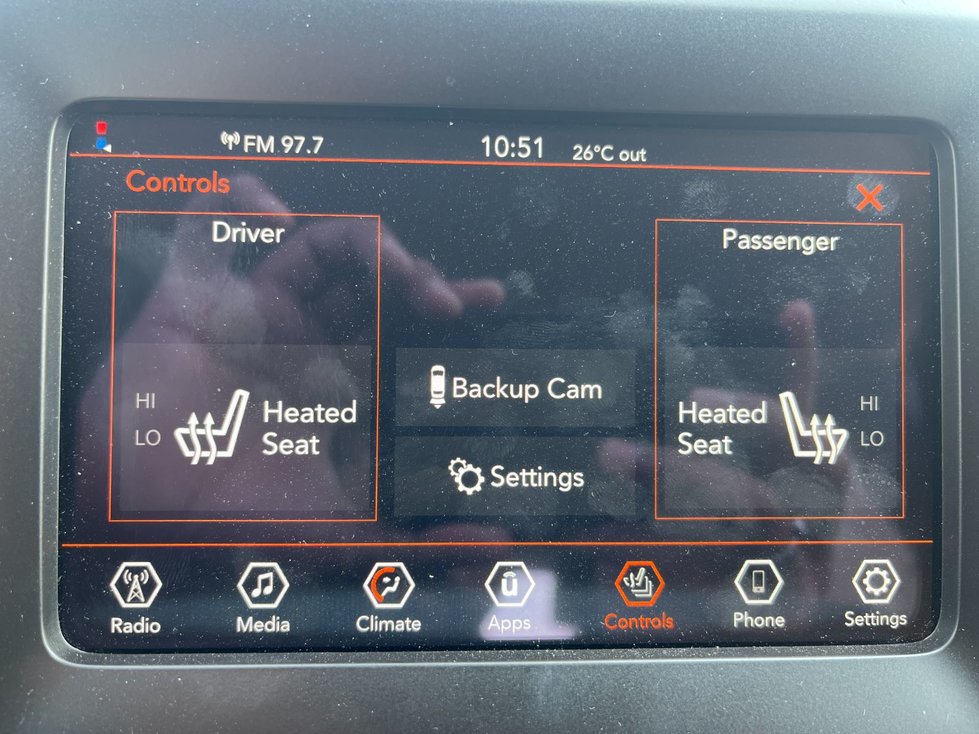 FM 97.7
10:51
26°C out
Controls
Driver
Passenger
HI
LO
Heated
Seat
Backup Cam
Settings
Heated
Seat
HI
LO
Radio
Media
Climate
Apps
Controls
Phone
Settings